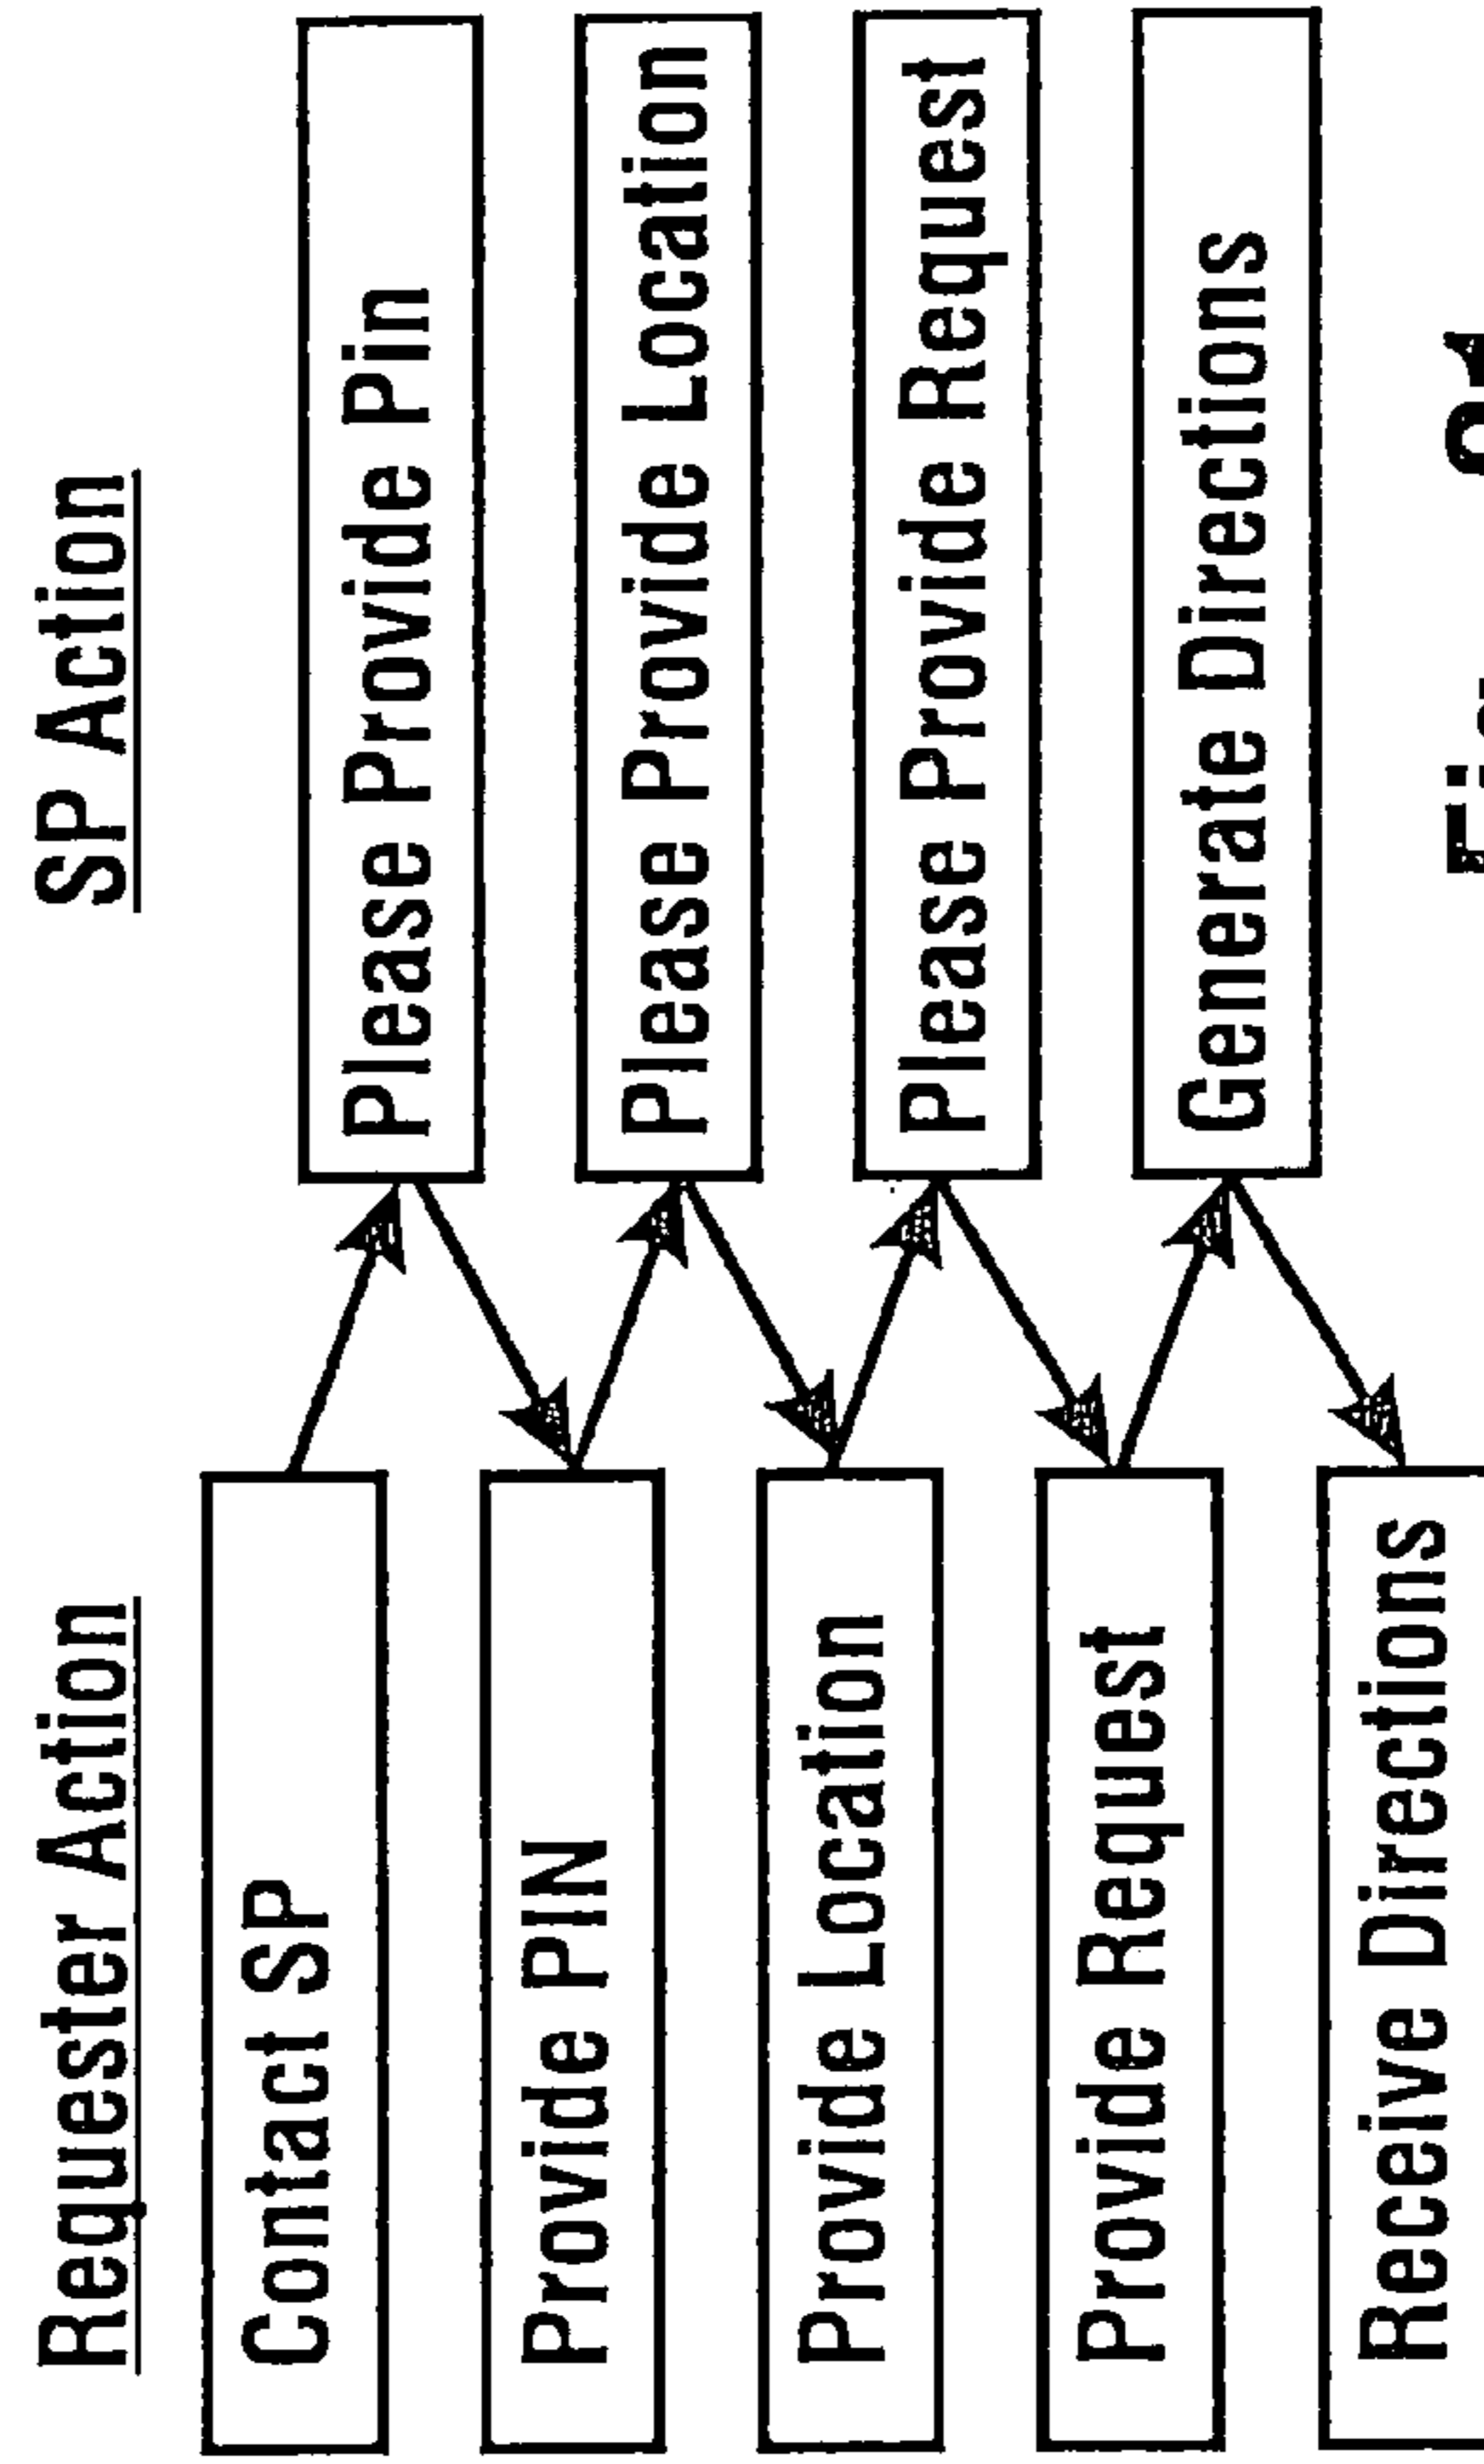 Requester Action
SP Action
Contact SP
Please Provide Pin
Provide PIN
Please Provide Location
Provide Location
Please Provide Request
Provide Request
Generate Directions
Receive Directions